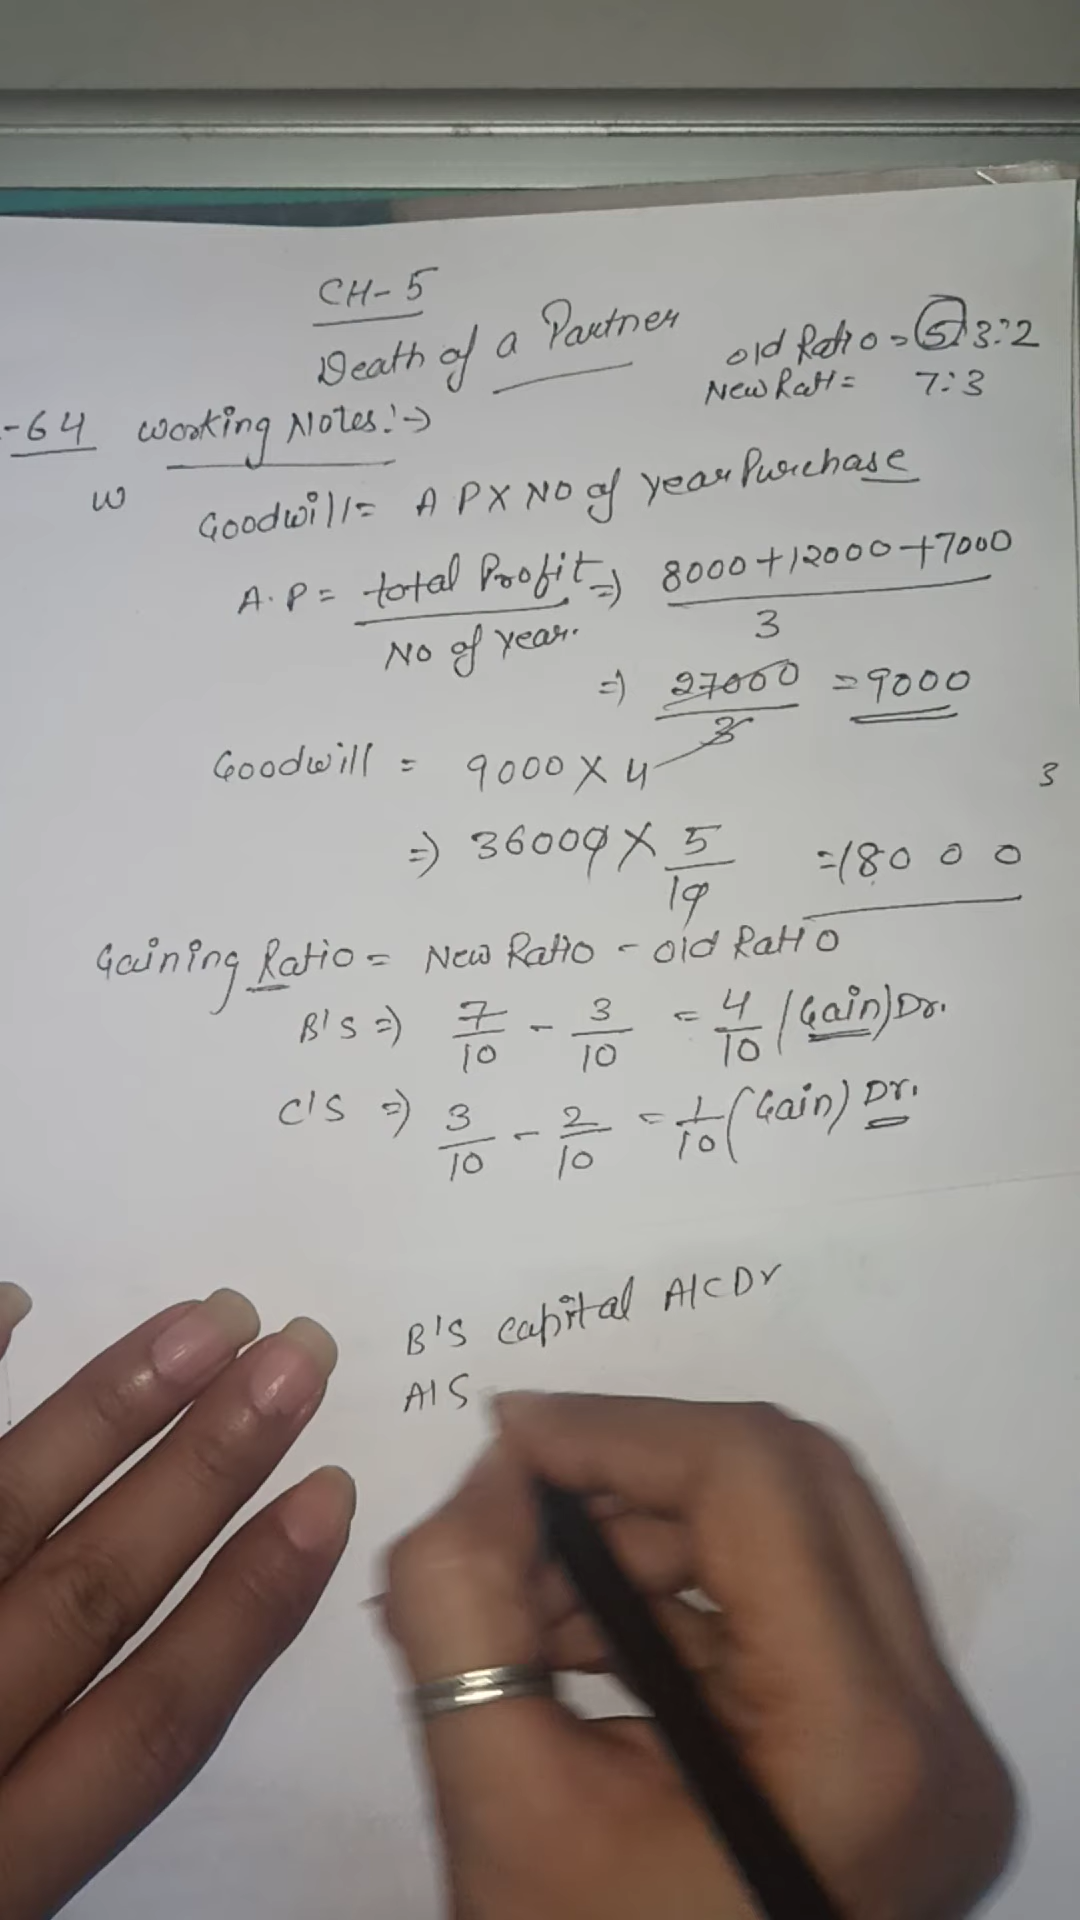 CH-5
Death of a Partner
old Ratio = 5:3:2
New Rati = 7:3
-64 Working Notes:→
Goodwill = A P X NO of year Purchase
A.P = total Profit / No of year. ⇒ 8000+12000+7000 / 3
⇒ 27000 / 3 = 9000
Goodwill = 9000 X 4
3
⇒ 36000 X 5/10 = 18000
Gaining Ratio = New Ratio - old Ratio
B'S ⇒ 7/10 - 3/10 = 4/10 (Gain) Dr.
C'S ⇒ 3/10 - 2/10 = 1/10 (Gain) Dr.
B'S capital A/C Dr
A'S